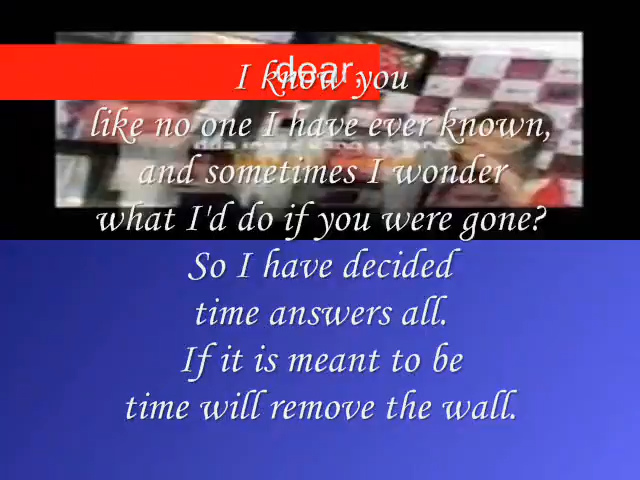 dear,
I know you
like no one I have ever known,
and sometimes I wonder
what I'd do if you were gone?
So I have decided
time answers all.
If it is meant to be
time will remove the wall.